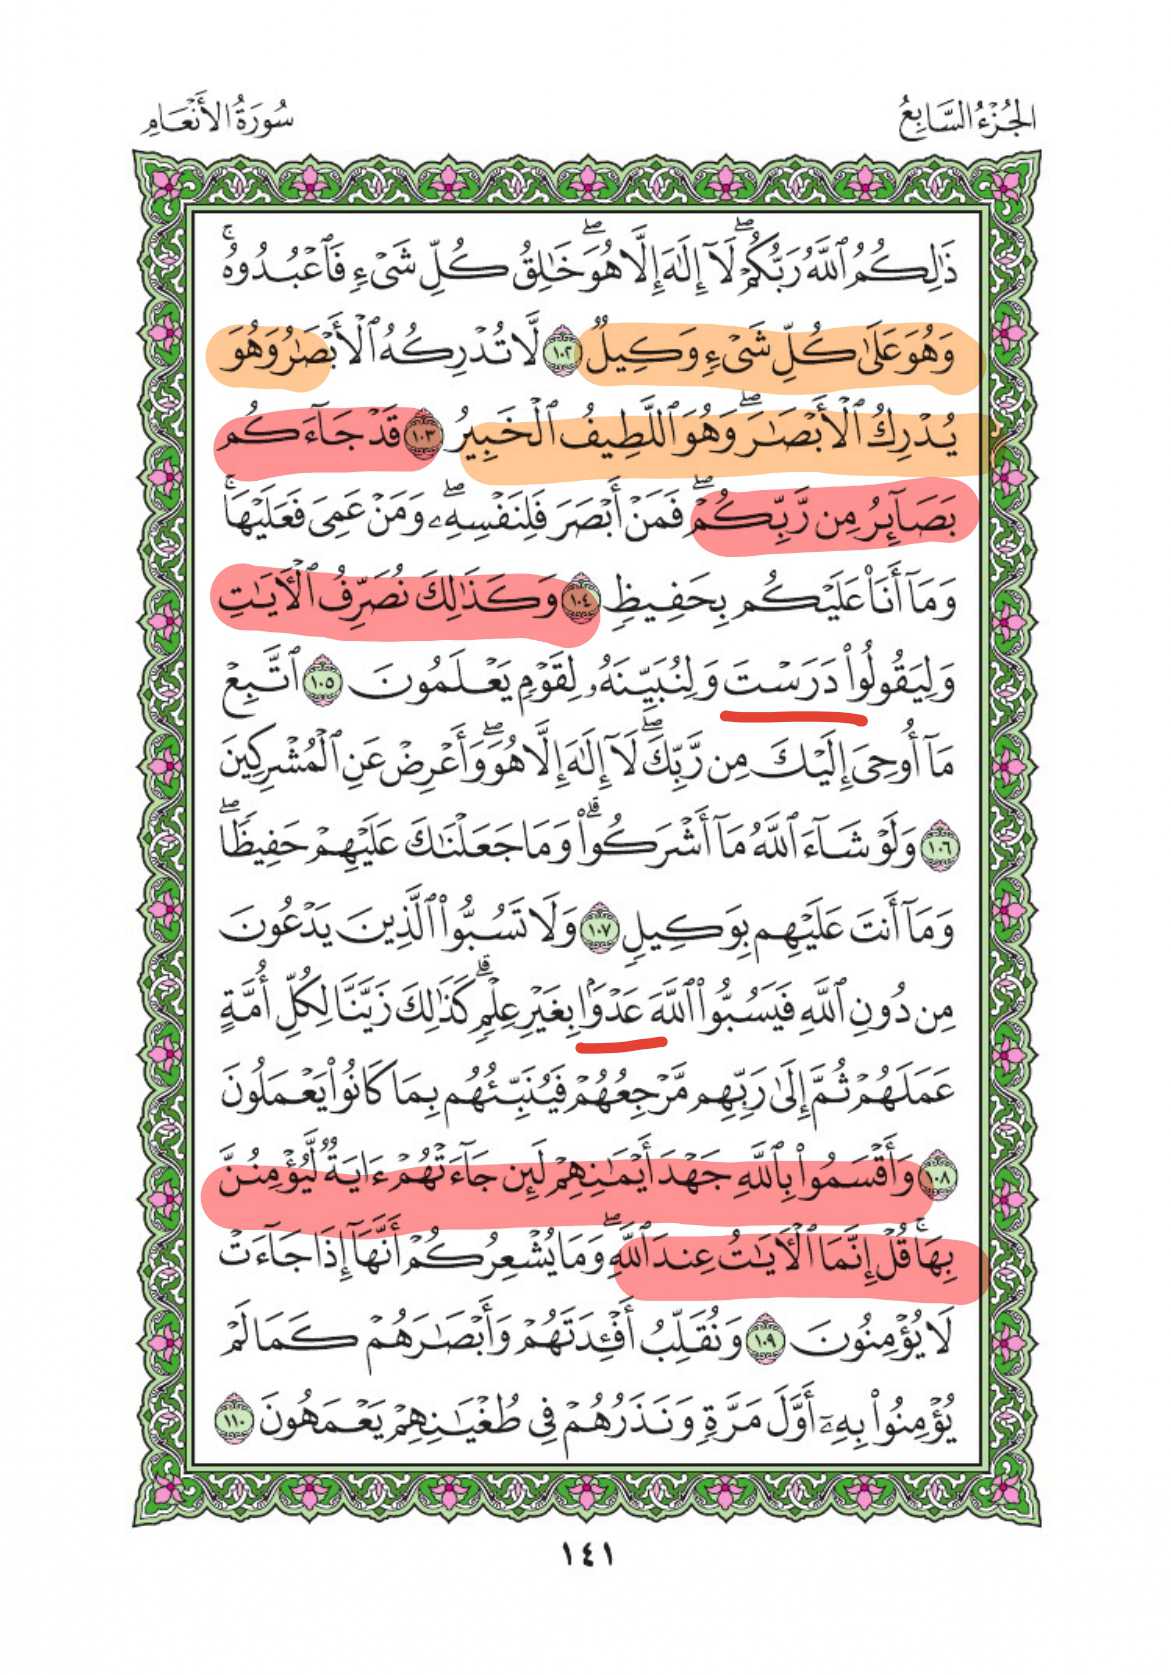 الجُزْءُ السَّابِعُ
سُورَةُ الأَنْعَامِ
ذَٰلِكُمُ ٱللَّهُ رَبُّكُمْۖ لَآ إِلَٰهَ إِلَّا هُوَۖ خَٰلِقُ كُلِّ شَىْءٍ فَٱعْبُدُوهُۚ
وَهُوَ عَلَىٰ كُلِّ شَىْءٍ وَكِيلٌ ١٠٢ لَّا تُدْرِكُهُ ٱلْأَبْصَٰرُ وَهُوَ
يُدْرِكُ ٱلْأَبْصَٰرَۖ وَهُوَ ٱللَّطِيفُ ٱلْخَبِيرُ ١٠٣ قَدْ جَآءَكُم
بَصَآئِرُ مِن رَّبِّكُمْۖ فَمَنْ أَبْصَرَ فَلِنَفْسِهِۦۖ وَمَنْ عَمِىَ فَعَلَيْهَاۚ
وَمَآ أَنَا۠ عَلَيْكُم بِحَفِيظٍ ١٠٤ وَكَذَٰلِكَ نُصَرِّفُ ٱلْأٓيَٰتِ
وَلِيَقُولُوا۟ دَرَسْتَ وَلِنُبَيِّنَهُۥ لِقَوْمٍ يَعْلَمُونَ ١٠٥ ٱتَّبِعْ
مَآ أُوحِىَ إِلَيْكَ مِن رَّبِّكَۖ لَآ إِلَٰهَ إِلَّا هُوَۖ وَأَعْرِضْ عَنِ ٱلْمُشْرِكِينَ
١٠٦ وَلَوْ شَآءَ ٱللَّهُ مَآ أَشْرَكُوا۟ۗ وَمَا جَعَلْنَٰكَ عَلَيْهِمْ حَفِيظًاۖ
وَمَآ أَنتَ عَلَيْهِم بِوَكِيلٍ ١٠٧ وَلَا تَسُبُّوا۟ ٱلَّذِينَ يَدْعُونَ
مِن دُونِ ٱللَّهِ فَيَسُبُّوا۟ ٱللَّهَ عَدْوًۢا بِغَيْرِ عِلْمٍۗ كَذَٰلِكَ زَيَّنَّا لِكُلِّ أُمَّةٍ
عَمَلَهُمْ ثُمَّ إِلَىٰ رَبِّهِم مَّرْجِعُهُمْ فَيُنَبِّئُهُم بِمَا كَانُوا۟ يَعْمَلُونَ
١٠٨ وَأَقْسَمُوا۟ بِٱللَّهِ جَهْدَ أَيْمَٰنِهِمْ لَئِن جَآءَتْهُمْ ءَايَةٌ لَّيُؤْمِنُنَّ
بِهَاۚ قُلْ إِنَّمَا ٱلْأٓيَٰتُ عِندَ ٱللَّهِۖ وَمَا يُشْعِرُكُمْ أَنَّهَآ إِذَا جَآءَتْ
لَا يُؤْمِنُونَ ١٠٩ وَنُقَلِّبُ أَفْـِٔدَتَهُمْ وَأَبْصَٰرَهُمْ كَمَا لَمْ
يُؤْمِنُوا۟ بِهِۦٓ أَوَّلَ مَرَّةٍ وَنَذَرُهُمْ فِى طُغْيَٰنِهِمْ يَعْمَهُونَ ١١٠
١٤١